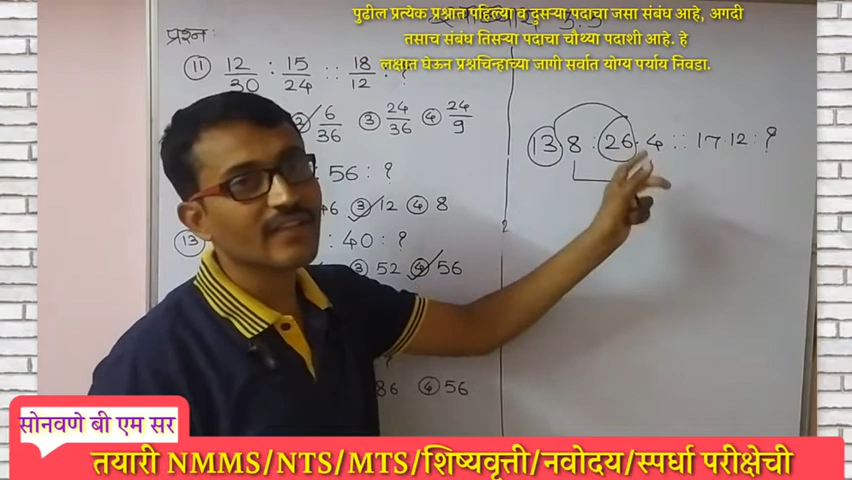 पुढील प्रत्येक प्रश्नात पहिल्या व दुसऱ्या पदाचा जसा संबंध आहे, अगदी
तसाच संबंध तिसऱ्या पदाचा चौथ्या पदाशी आहे. हे
लक्षात घेऊन प्रश्नचिन्हाच्या जागी सर्वात योग्य पर्याय निवडा.
प्रश्न:
⑪ 12/30 : 15/24 :: 18/12 : ?
6/36 ③ 24/36 ④ 24/9
13 8 : 26 4 :: 17 12 : ?
56 : ?
③ 12 ④ 8
⑬ : 40 : ?
③ 52 ④ 56
86 ④ 56
सोनवणे बी एम सर
तयारी NMMS/NTS/MTS/शिष्यवृत्ती/नवोदय/स्पर्धा परीक्षेची